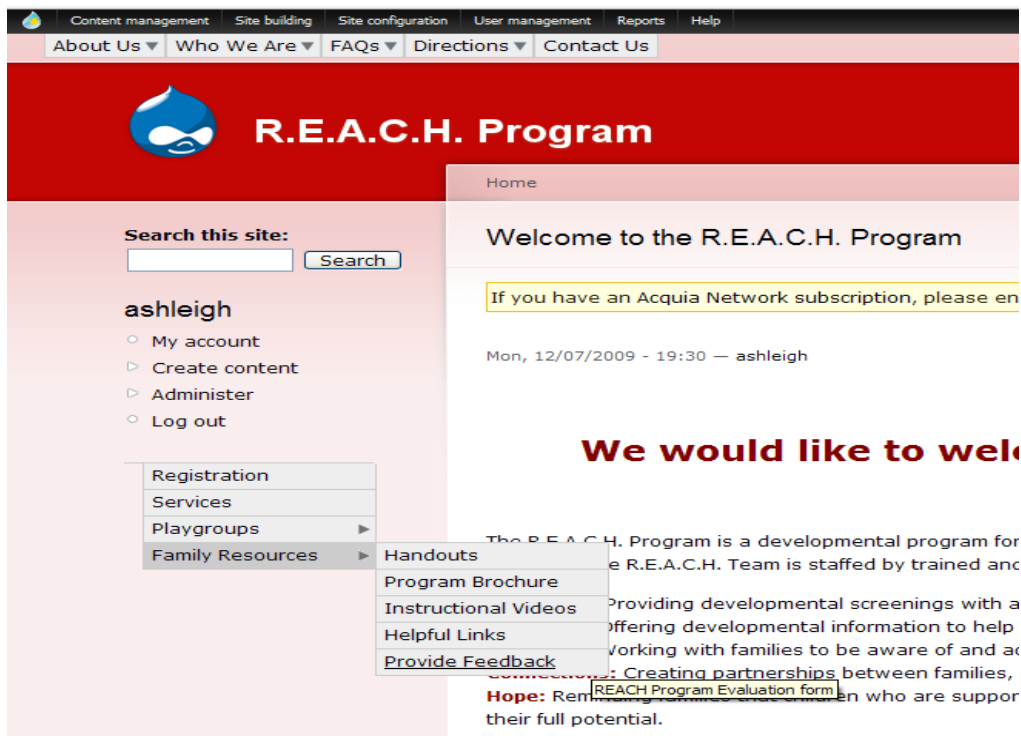 Content management Site building Site configuration User management Reports Help
About Us Who We Are FAQs Directions Contact Us
R.E.A.C.H. Program
Home
Search this site:
Search
Welcome to the R.E.A.C.H. Program
If you have an Acquia Network subscription, please en
ashleigh
My account
Create content
Administer
Log out
Mon, 12/07/2009 - 19:30 — ashleigh
We would like to wel
Registration
Services
Playgroups
Family Resources
Handouts
Program Brochure
Instructional Videos
Helpful Links
Provide Feedback
REACH Program Evaluation form
The R.E.A.C.H. Program is a developmental program for
R.E.A.C.H. Team is staffed by trained and
Providing developmental screenings with a
Offering developmental information to help
Working with families to be aware of and
Connections: Creating partnerships between families,
Hope: who are suppor
their full potential.